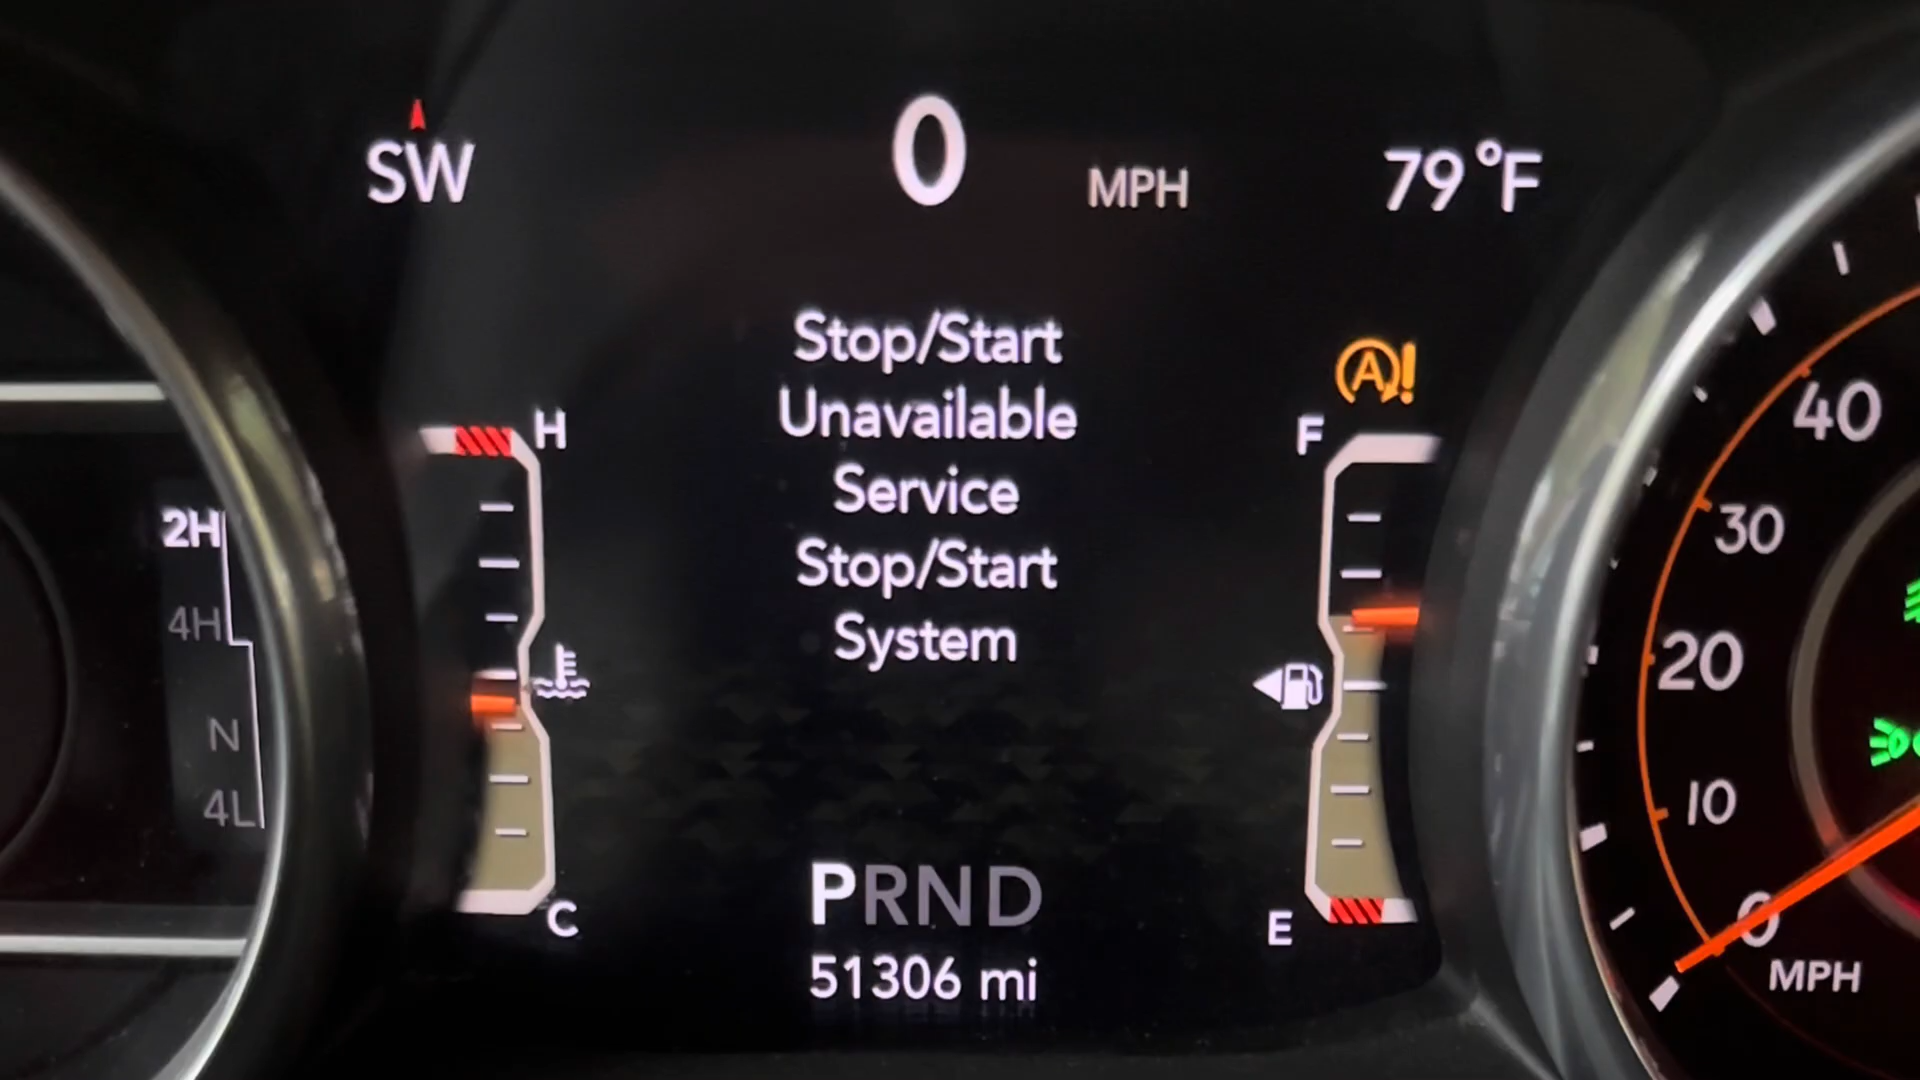 SW
0 MPH
79°F
Stop/Start
Unavailable
Service
Stop/Start
System
A!
H
C
F
E
2H
4H
N
4L
PRND
51306 mi
40
30
20
10
0
MPH